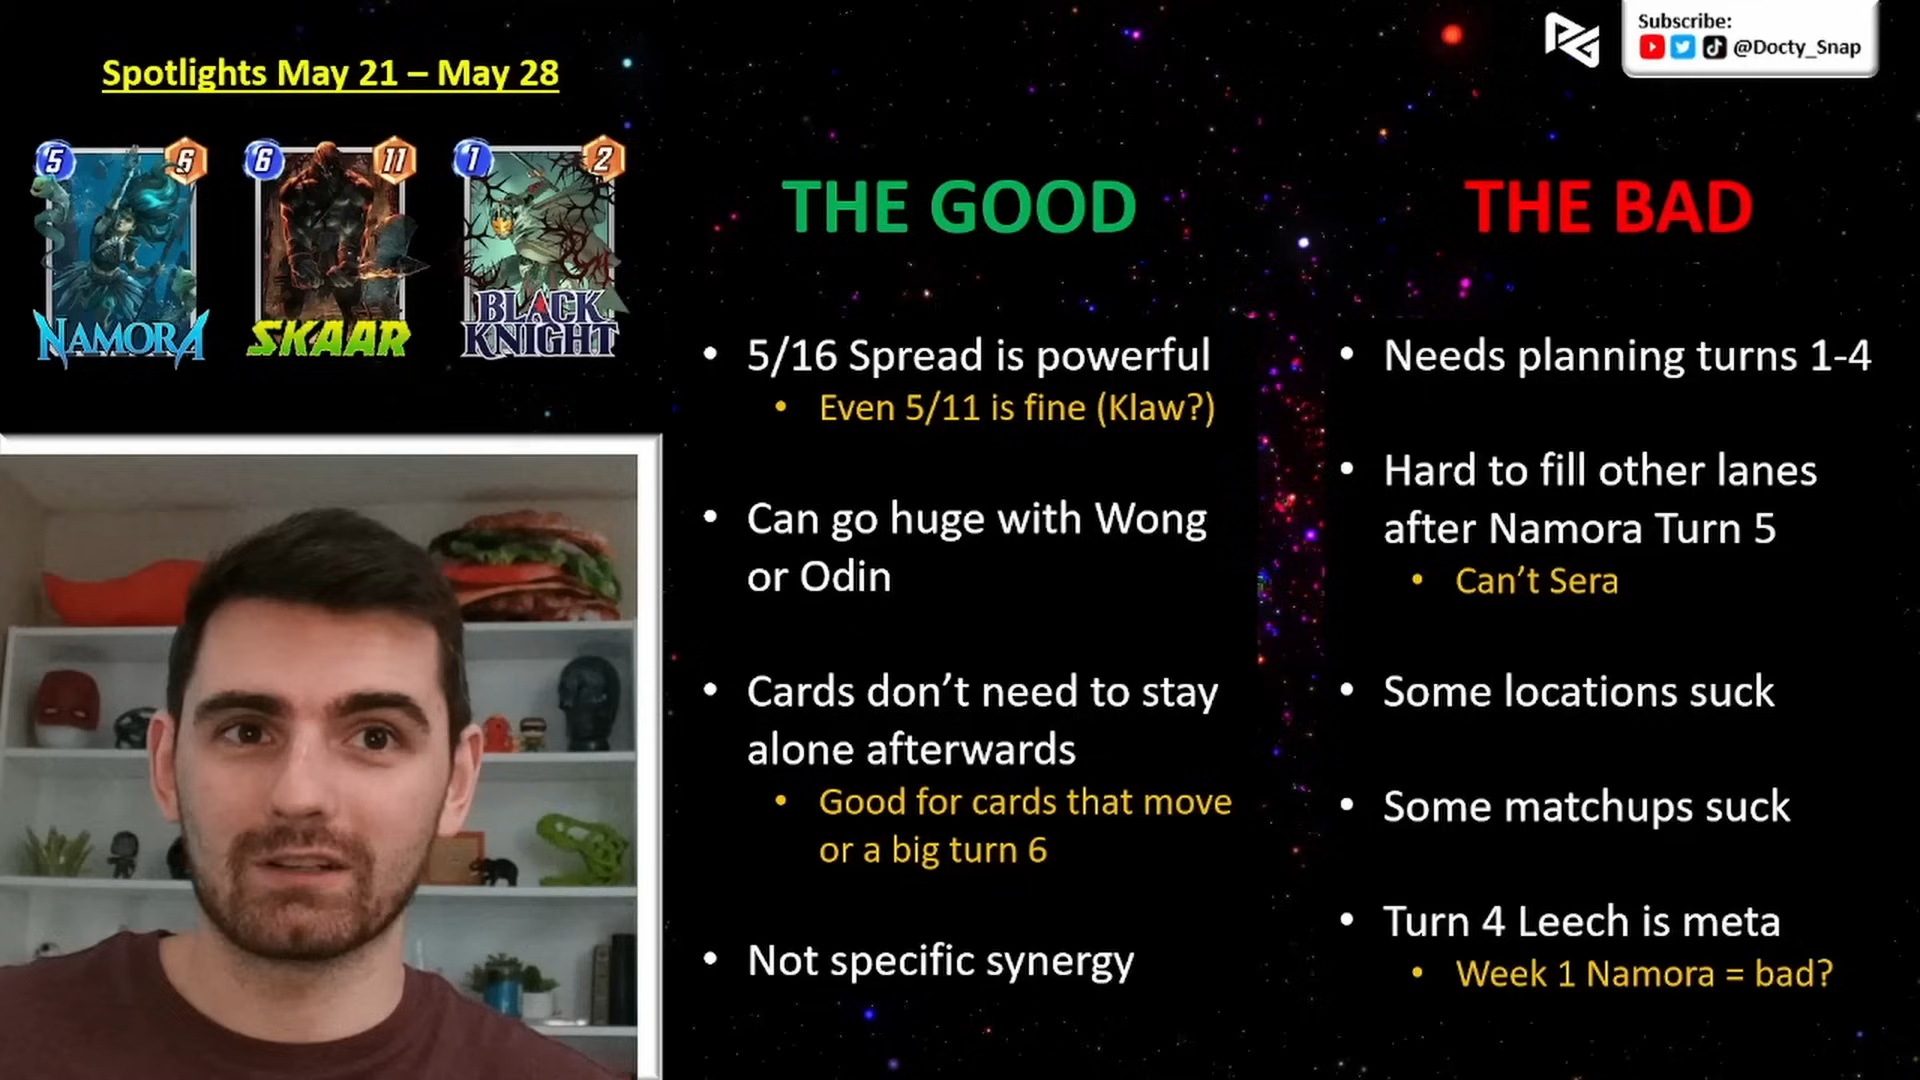 Spotlights May 21 – May 28
5 6
NAMORA
6 11
SKAAR
1 2
BLACK
KNIGHT
Subscribe:
@Docty_Snap
THE GOOD
• 5/16 Spread is powerful
• Even 5/11 is fine (Klaw?)
• Can go huge with Wong
or Odin
• Cards don’t need to stay
alone afterwards
• Good for cards that move
or a big turn 6
• Not specific synergy
THE BAD
• Needs planning turns 1-4
• Hard to fill other lanes
after Namora Turn 5
• Can’t Sera
• Some locations suck
• Some matchups suck
• Turn 4 Leech is meta
• Week 1 Namora = bad?